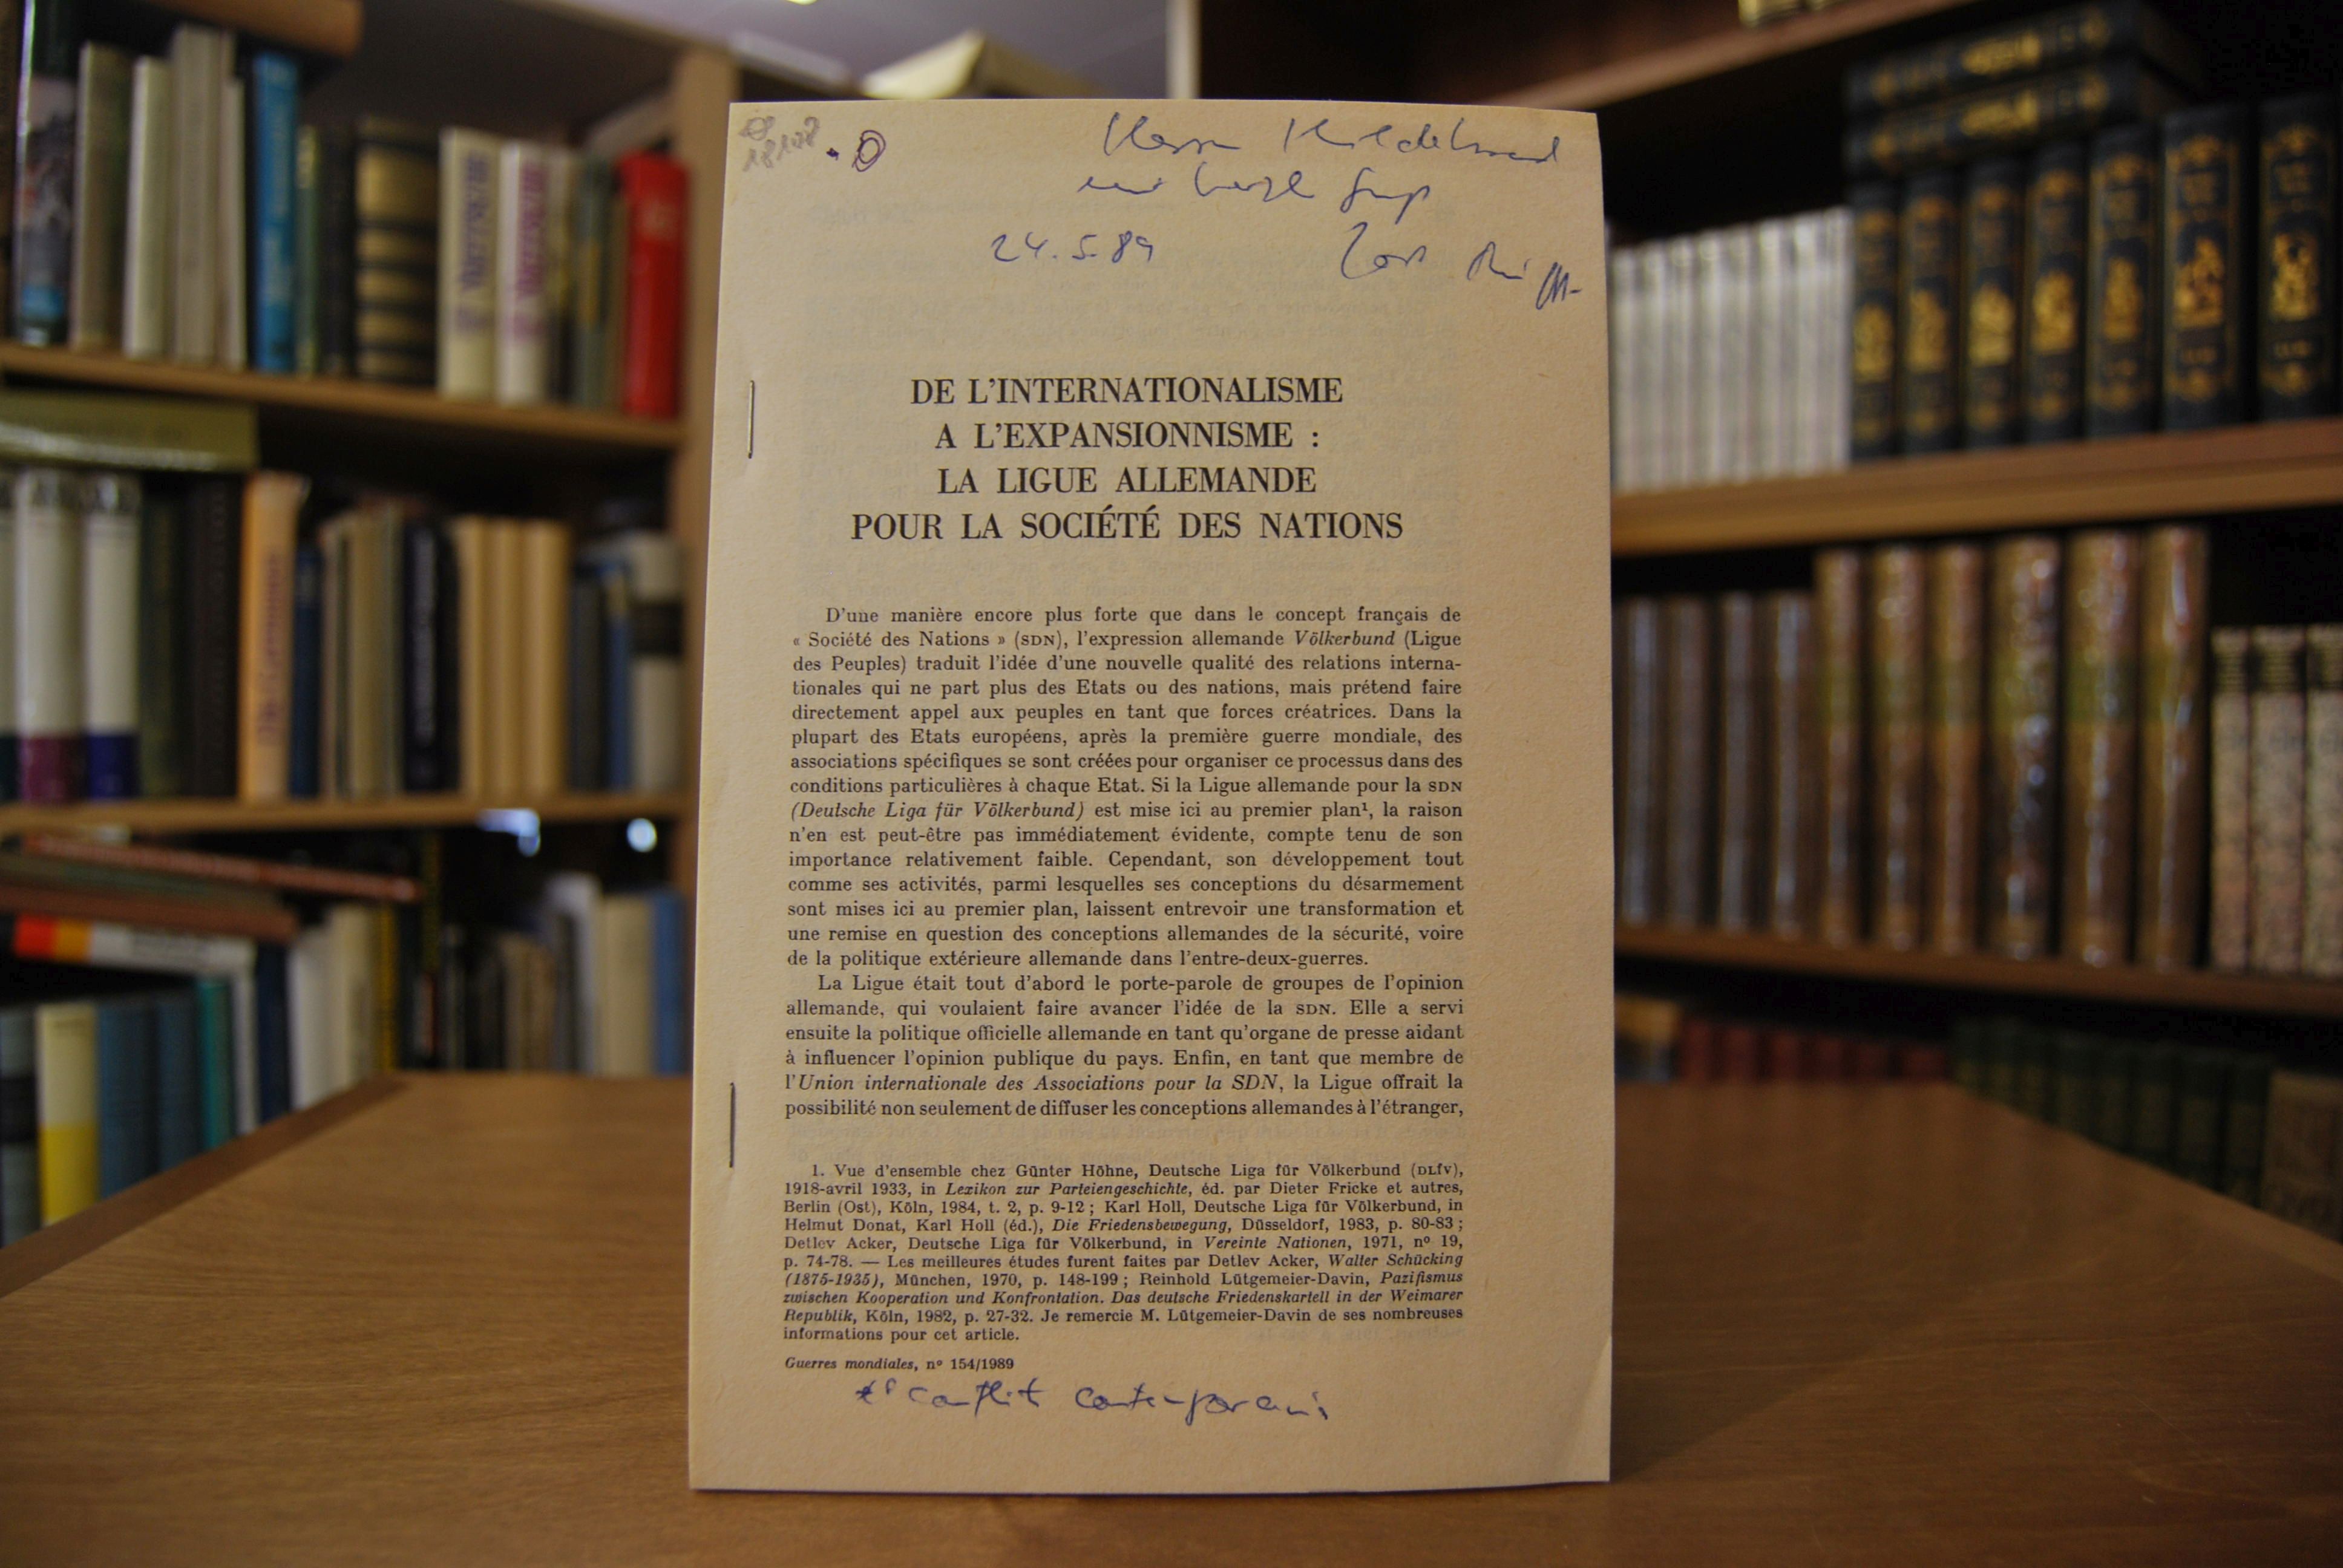 Herrn Hildebrand
24.5.89
DE L'INTERNATIONALISME
A L'EXPANSIONNISME :
LA LIGUE ALLEMANDE
POUR LA SOCIÉTÉ DES NATIONS
D'une manière encore plus forte que dans le concept français de
« Société des Nations » (SDN), l'expression allemande Völkerbund (Ligue
des Peuples) traduit l'idée d'une nouvelle qualité des relations interna-
tionales qui ne part plus des Etats ou des nations, mais prétend faire
directement appel aux peuples en tant que forces créatrices. Dans la
plupart des Etats européens, après la première guerre mondiale, des
associations spécifiques se sont créées pour organiser ce processus dans des
conditions particulières à chaque Etat. Si la Ligue allemande pour la SDN
(Deutsche Liga für Völkerbund) est mise ici au premier plan¹, la raison
n'en est peut-être pas immédiatement évidente, compte tenu de son
importance relativement faible. Cependant, son développement tout
comme ses activités, parmi lesquelles ses conceptions du désarmement
sont mises ici au premier plan, laissent entrevoir une transformation et
une remise en question des conceptions allemandes de la sécurité, voire
de la politique extérieure allemande dans l'entre-deux-guerres.
La Ligue était tout d'abord le porte-parole de groupes de l'opinion
allemande, qui voulaient faire avancer l'idée de la SDN. Elle a servi
ensuite la politique officielle allemande en tant qu'organe de presse aidant
à influencer l'opinion publique du pays. Enfin, en tant que membre de
l'Union internationale des Associations pour la SDN, la Ligue offrait la
possibilité non seulement de diffuser les conceptions allemandes à l'étranger,
1. Vue d'ensemble chez Günter Höhne, Deutsche Liga für Völkerbund (DLfV),
1918-avril 1933, in Lexikon zur Parteiengeschichte, éd. par Dieter Fricke et autres,
Berlin (Ost), Köln, 1984, t. 2, p. 9-12 ; Karl Holl, Deutsche Liga für Völkerbund, in
Helmut Donat, Karl Holl (éd.), Die Friedensbewegung, Düsseldorf, 1983, p. 80-83 ;
Detlev Acker, Deutsche Liga für Völkerbund, in Vereinte Nationen, 1971, nº 19,
p. 74-78. — Les meilleures études furent faites par Detlev Acker, Walter Schücking
(1875-1935), München, 1970, p. 148-199 ; Reinhold Lütgemeier-Davin, Pazifismus
zwischen Kooperation und Konfrontation. Das deutsche Friedenskartell in der Weimarer
Republik, Köln, 1982, p. 27-32. Je remercie M. Lütgemeier-Davin de ses nombreuses
informations pour cet article.
Guerres mondiales, nº 154/1989
et conflits contemporains